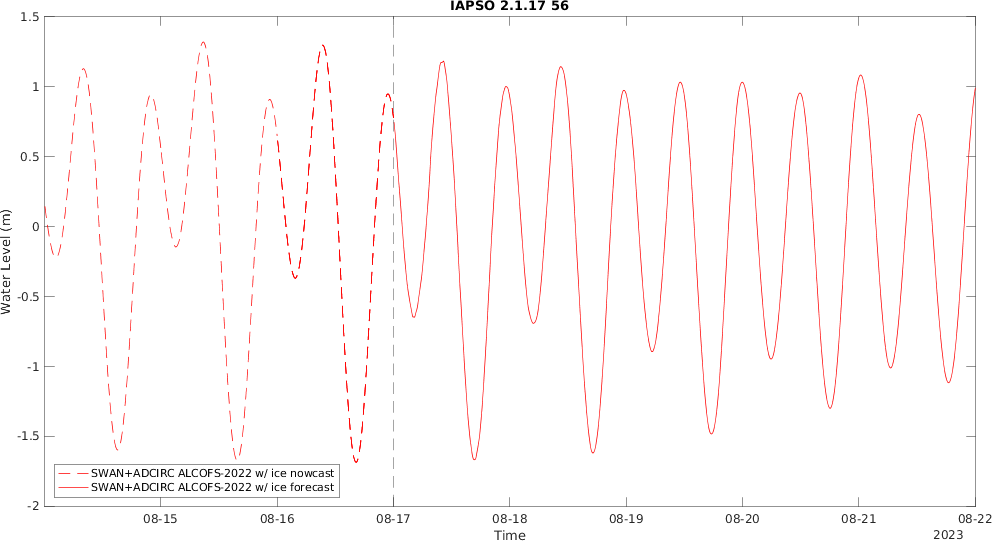 IAPSO 2.1.17 56
1.5
1
0.5
0
-0.5
-1
-1.5
-2
Water Level (m)
SWAN+ADCIRC ALCOFS-2022 w/ ice nowcast
SWAN+ADCIRC ALCOFS-2022 w/ ice forecast
08-15 08-16 08-17 08-18 08-19 08-20 08-21 08-22
Time
2023